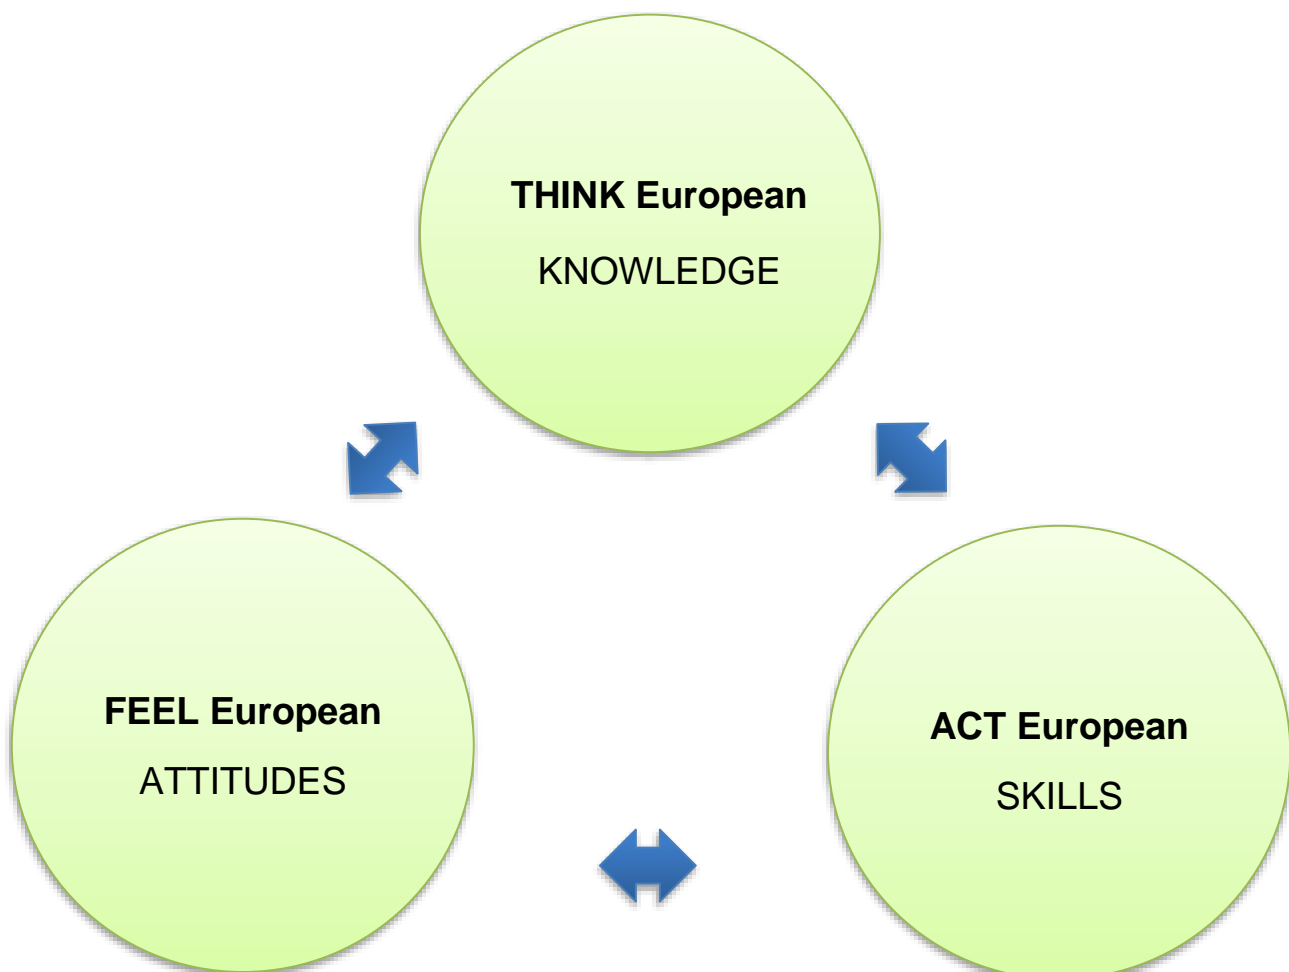 THINK European
KNOWLEDGE
FEEL European
ATTITUDES
ACT European
SKILLS